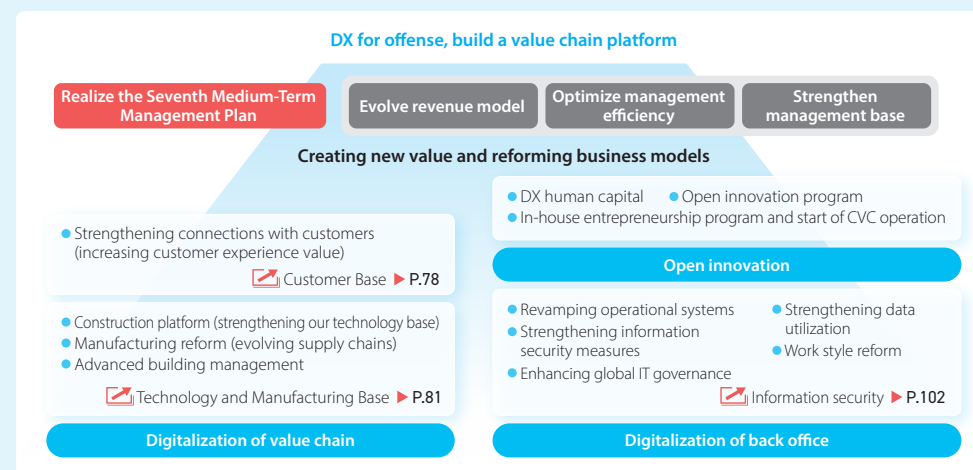 DX for offense, build a value chain platform
Realize the Seventh Medium-Term
Management Plan
Evolve revenue model
Optimize management
efficiency
Strengthen
management base
Creating new value and reforming business models
● Strengthening connections with customers
(increasing customer experience value)
Customer Base ▶ P.78
● Construction platform (strengthening our technology base)
● Manufacturing reform (evolving supply chains)
● Advanced building management
Technology and Manufacturing Base ▶ P.81
Digitalization of value chain
● DX human capital ● Open innovation program
● In-house entrepreneurship program and start of CVC operation
Open innovation
● Revamping operational systems
● Strengthening information
security measures
● Enhancing global IT governance
● Strengthening data
utilization
● Work style reform
Information security ▶ P.102
Digitalization of back office